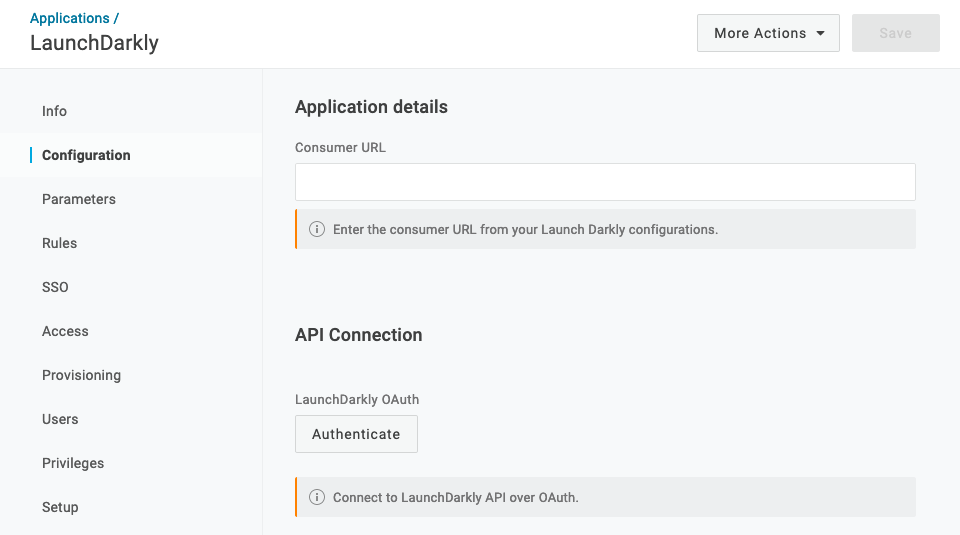 Applications /
LaunchDarkly
More Actions
Save
Info
Configuration
Parameters
Rules
SSO
Access
Provisioning
Users
Privileges
Setup
Application details
Consumer URL
Enter the consumer URL from your Launch Darkly configurations.
API Connection
LaunchDarkly OAuth
Authenticate
Connect to LaunchDarkly API over OAuth.